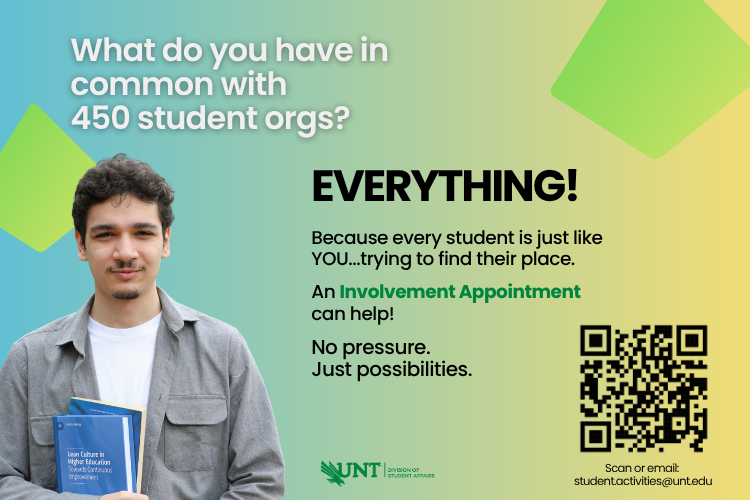 What do you have in
common with
450 student orgs?
EVERYTHING!
Because every student is just like
YOU...trying to find their place.
An Involvement Appointment
can help!
No pressure.
Just possibilities.
Lean Culture in
Higher Education
Towards Continuous
Improvement
UNT
DIVISION OF
STUDENT AFFAIRS
Scan or email:
student.activities@unt.edu